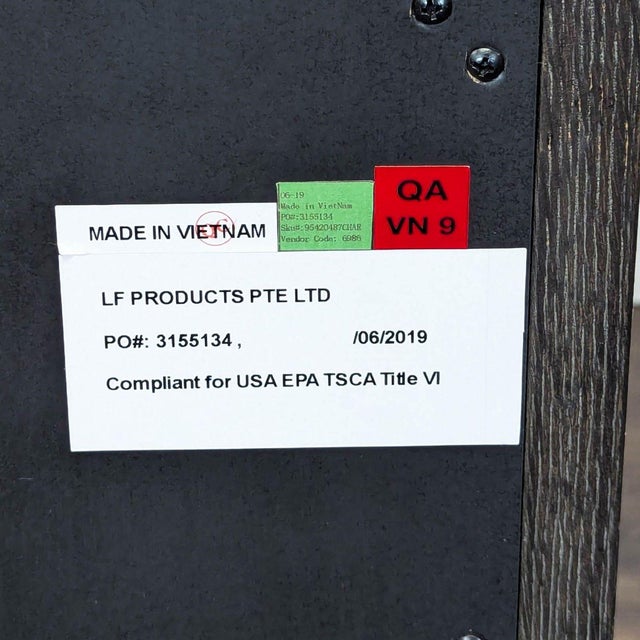 MADE IN VIETNAM
06-19
Made in VietNam
PO#:3155134
Sku#:95420487CHAR
Vendor Code: 6986
QA
VN 9
LF PRODUCTS PTE LTD
PO#: 3155134 , /06/2019
Compliant for USA EPA TSCA Title VI